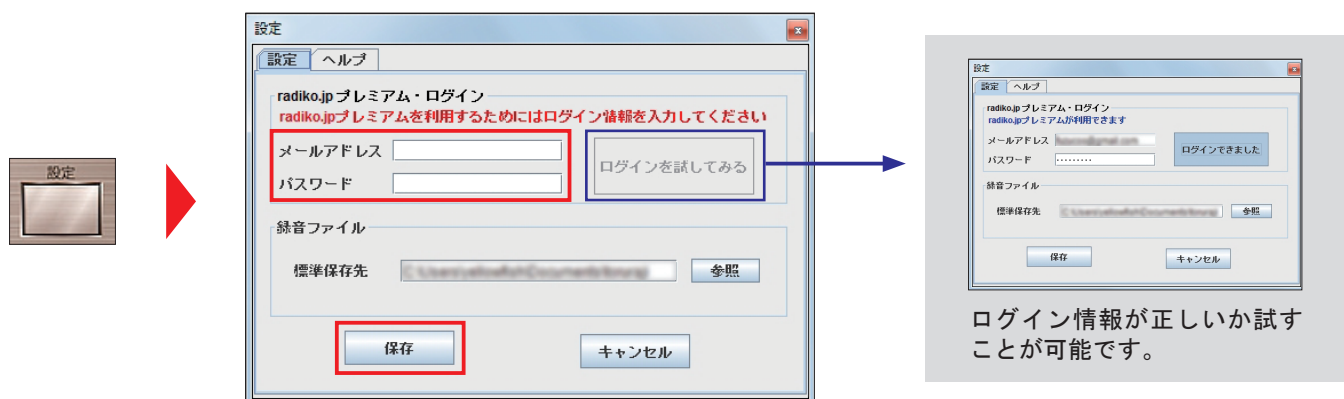 設定
設定
設定 ヘルプ
radiko.jp プレミアム・ログイン
radiko.jpプレミアムを利用するためにはログイン情報を入力してください
メールアドレス
パスワード
ログインを試してみる
録音ファイル
標準保存先
参照
保存
キャンセル
設定
設定 ヘルプ
radiko.jp プレミアム・ログイン
radiko.jpプレミアムが利用できます
メールアドレス
パスワード ·········
ログインできました
録音ファイル
標準保存先
参照
保存
キャンセル
ログイン情報が正しいか試す
ことが可能です。